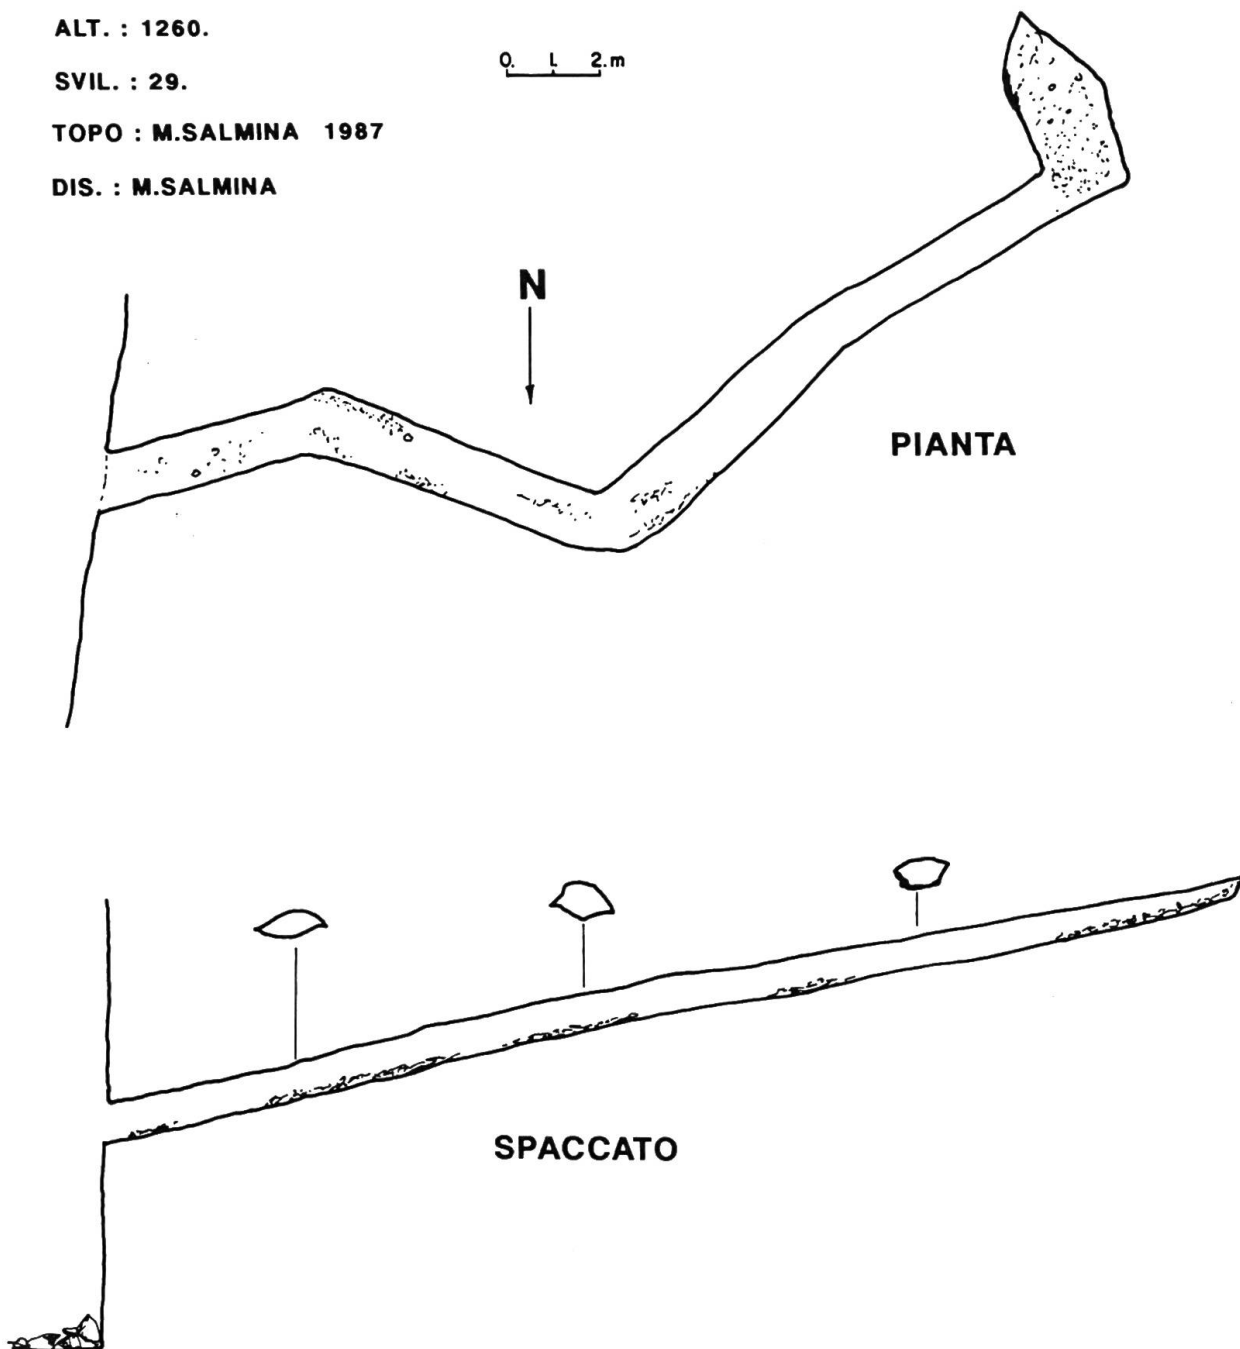 ALT. : 1260.
SVIL. : 29.
TOPO : M.SALMINA 1987
DIS. : M.SALMINA
0. 1. 2.m
N
PIANTA
SPACCATO